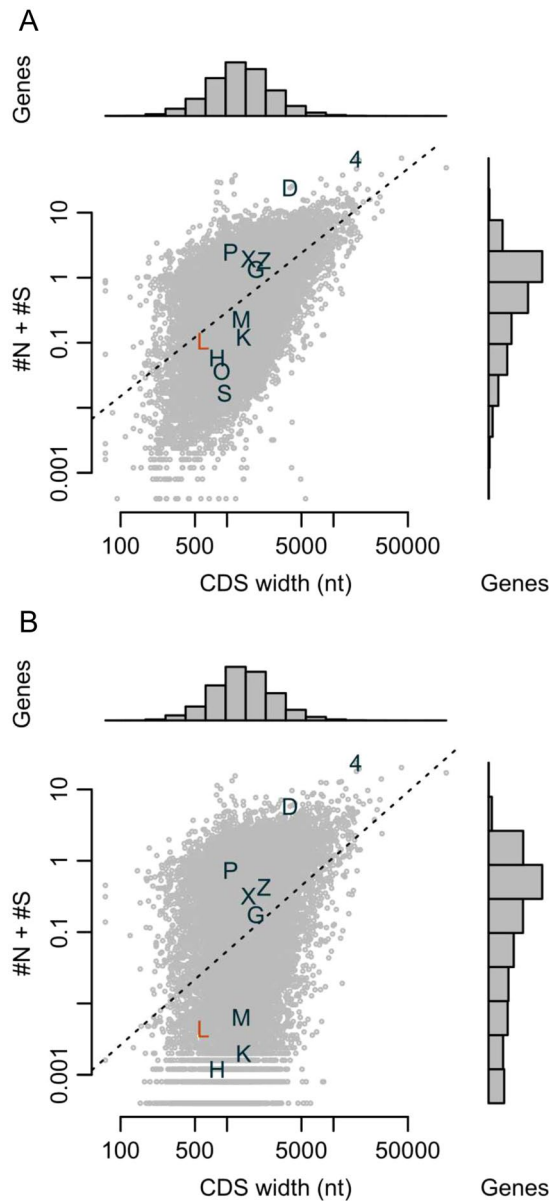 A
Genes
4
D
10
P
X
Z
G
1
#N + #S
M
0.1
L
K
H
O
S
0.001
100
500
5000
50000
CDS width (nt)
Genes
B
Genes
4
10
D
P
1
Z
X
G
#N + #S
0.1
M
L
K
0.001
H
100
500
5000
50000
CDS width (nt)
Genes